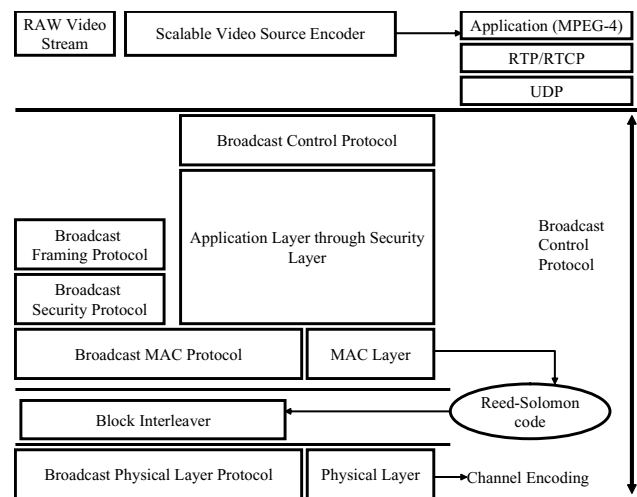 RAW Video
Stream
Scalable Video Source Encoder
Application (MPEG-4)
RTP/RTCP
UDP
Broadcast Control Protocol
Application Layer through Security
Layer
Broadcast
Control
Protocol
Broadcast
Framing Protocol
Broadcast
Security Protocol
Broadcast MAC Protocol
MAC Layer
Reed-Solomon
code
Block Interleaver
Broadcast Physical Layer Protocol
Physical Layer
Channel Encoding